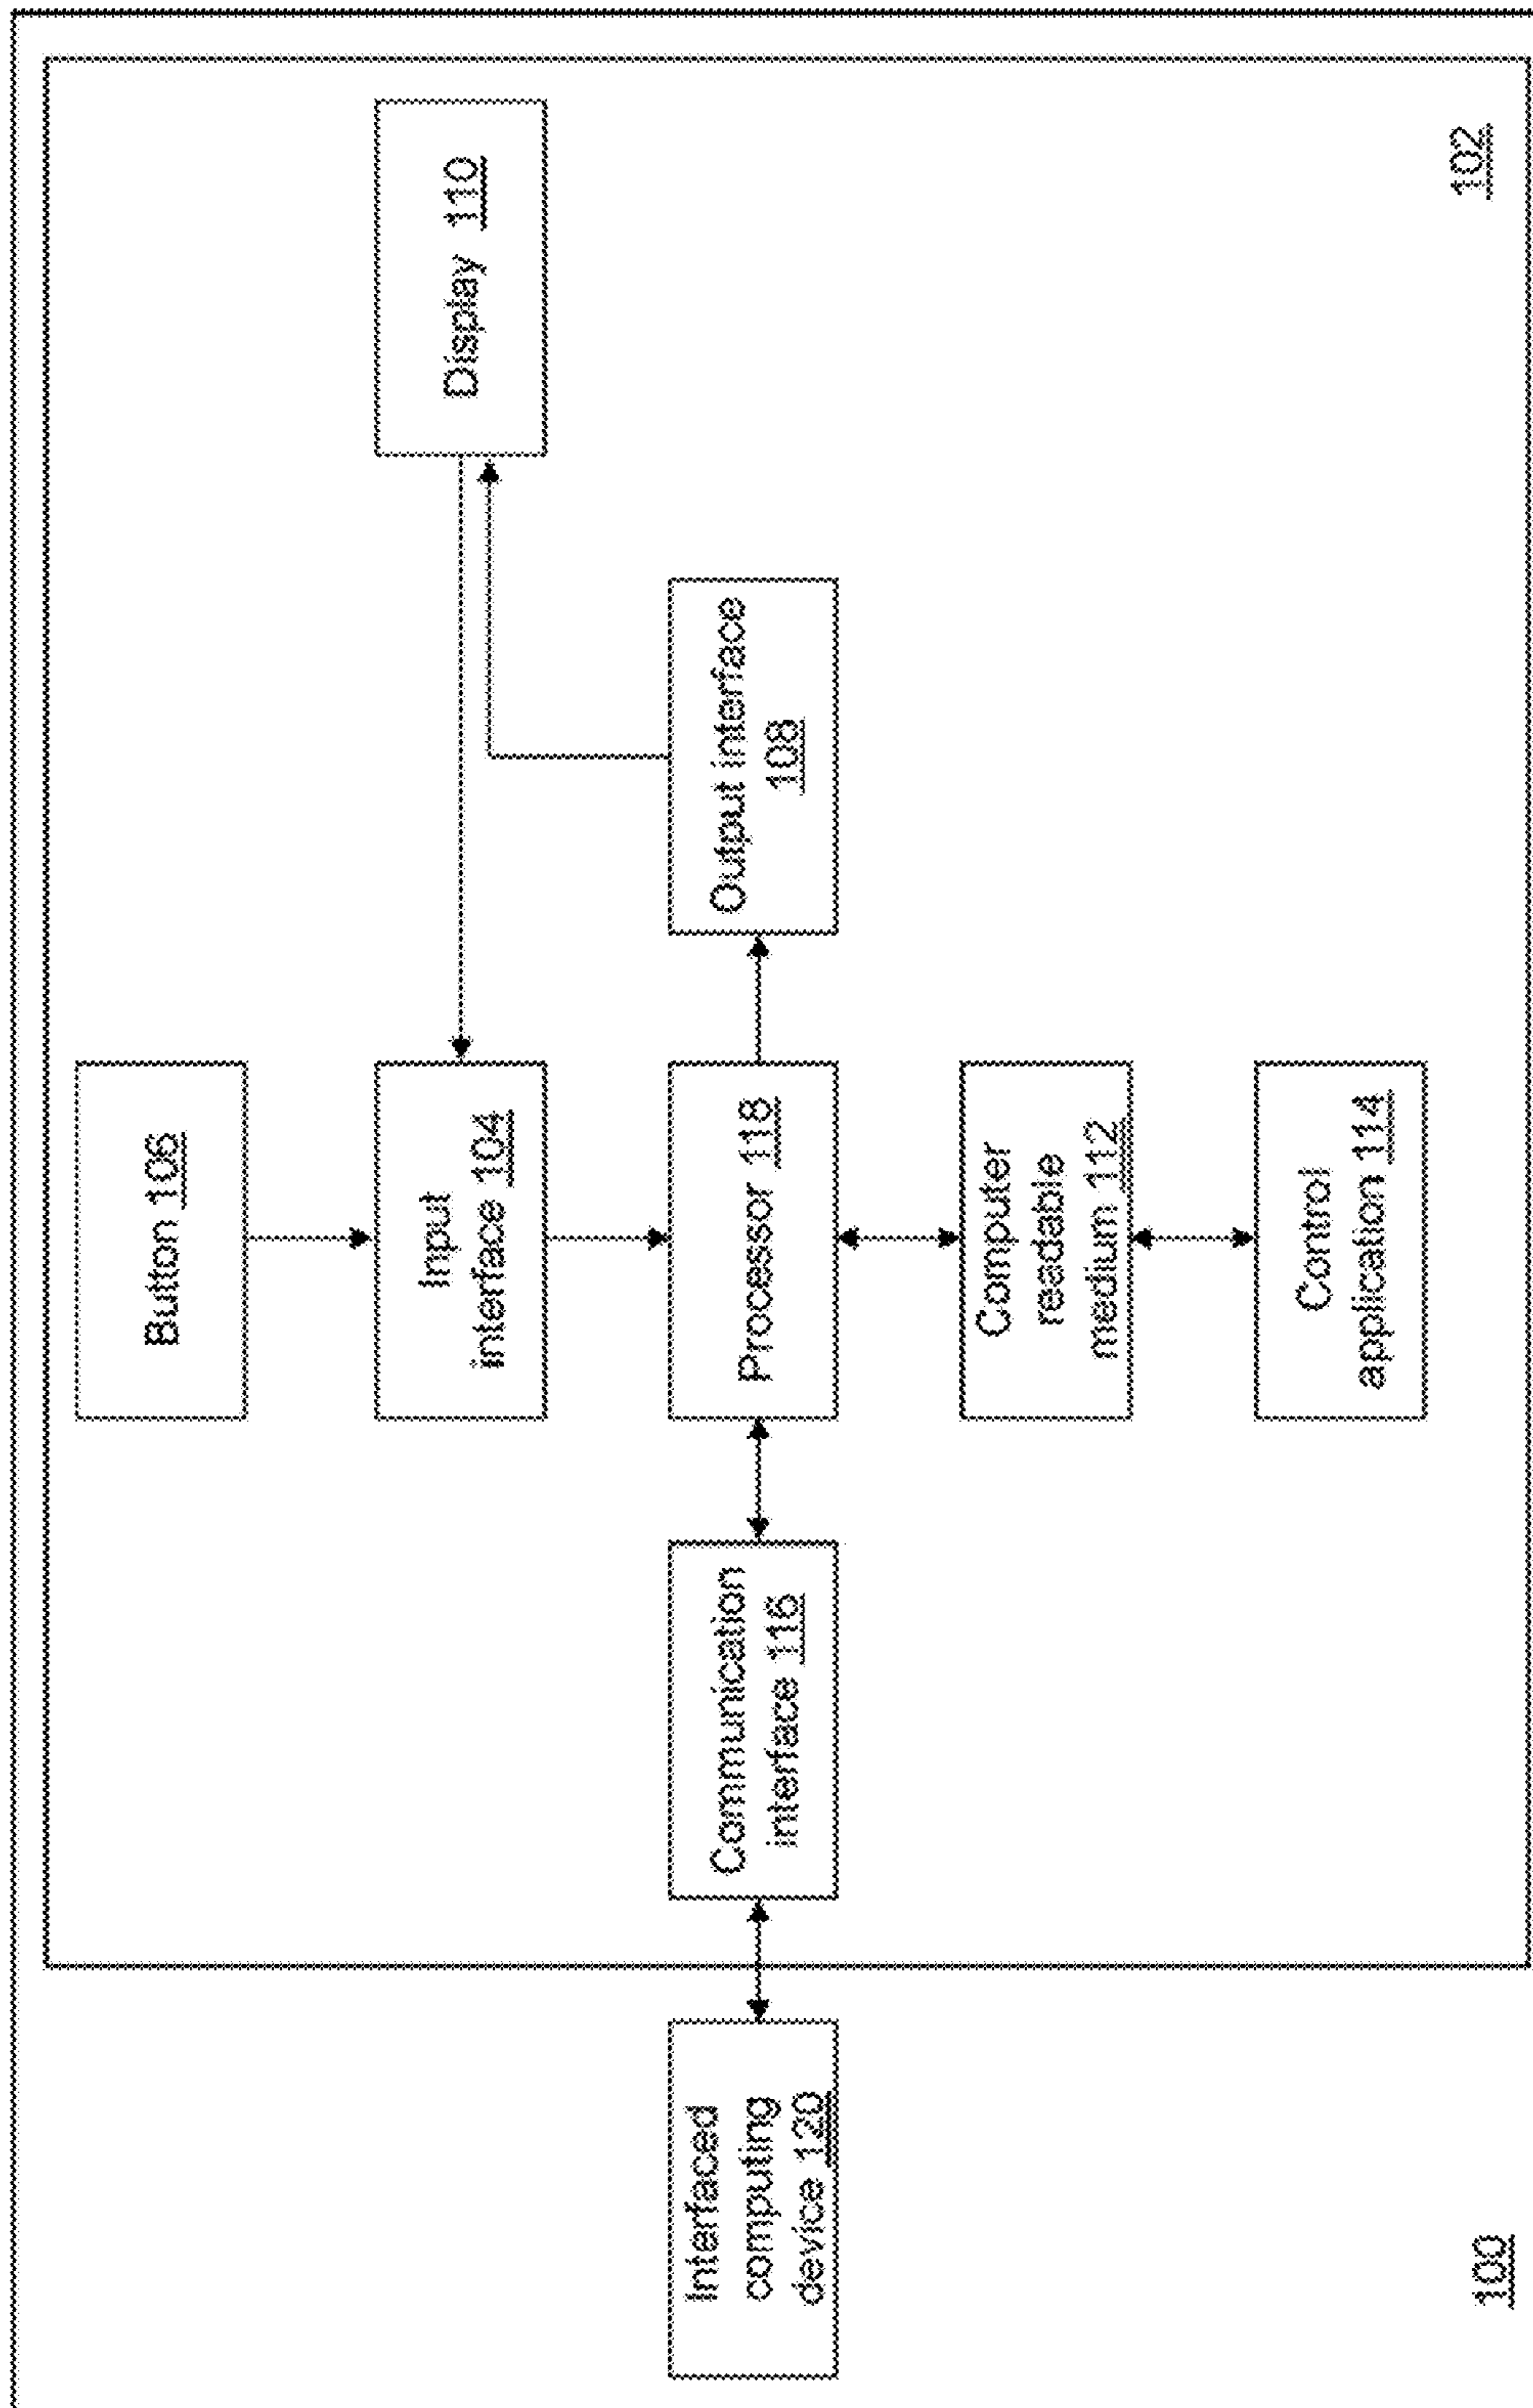 Button 106
Display 110
Input
interface 104
Interfaced
computing
device 120
Communication
interface 116
Processor 118
Output interface
108
Computer
readable
medium 112
Control
application 114
100
102